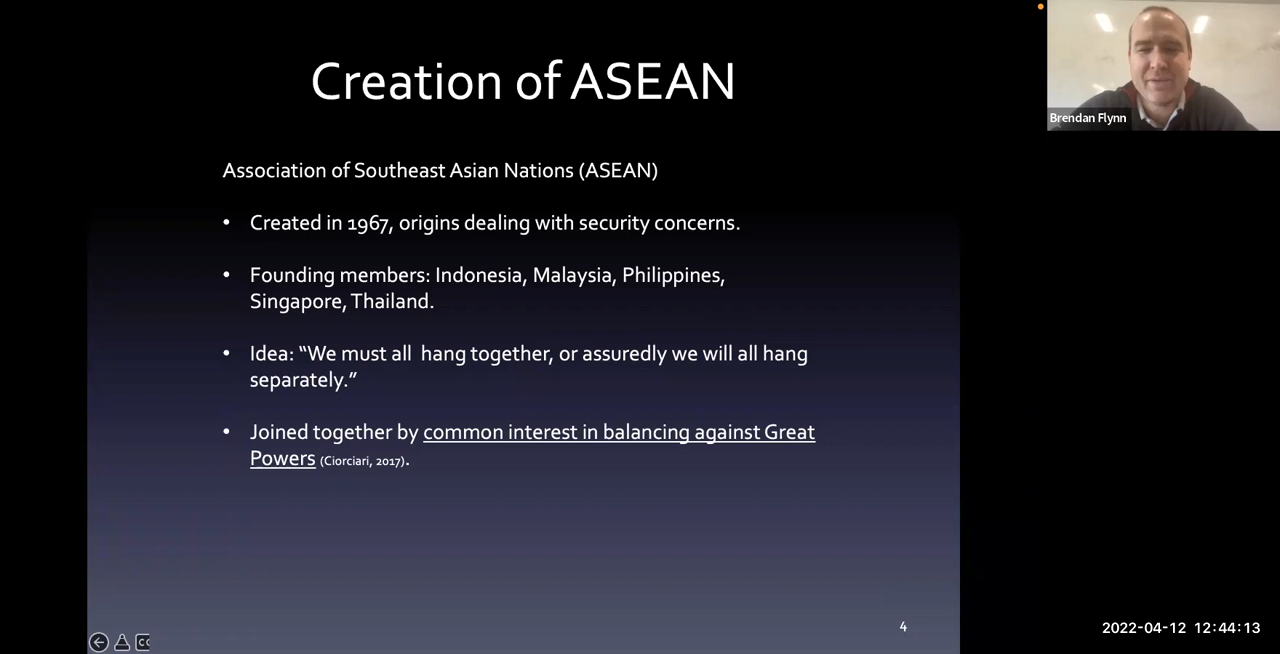 Creation of ASEAN
Brendan Flynn
Association of Southeast Asian Nations (ASEAN)
• Created in 1967, origins dealing with security concerns.
• Founding members: Indonesia, Malaysia, Philippines,
Singapore, Thailand.
• Idea: “We must all  hang together, or assuredly we will all hang
separately.”
• Joined together by common interest in balancing against Great
Powers (Ciorciari, 2017).
4
2022-04-12 12:44:13